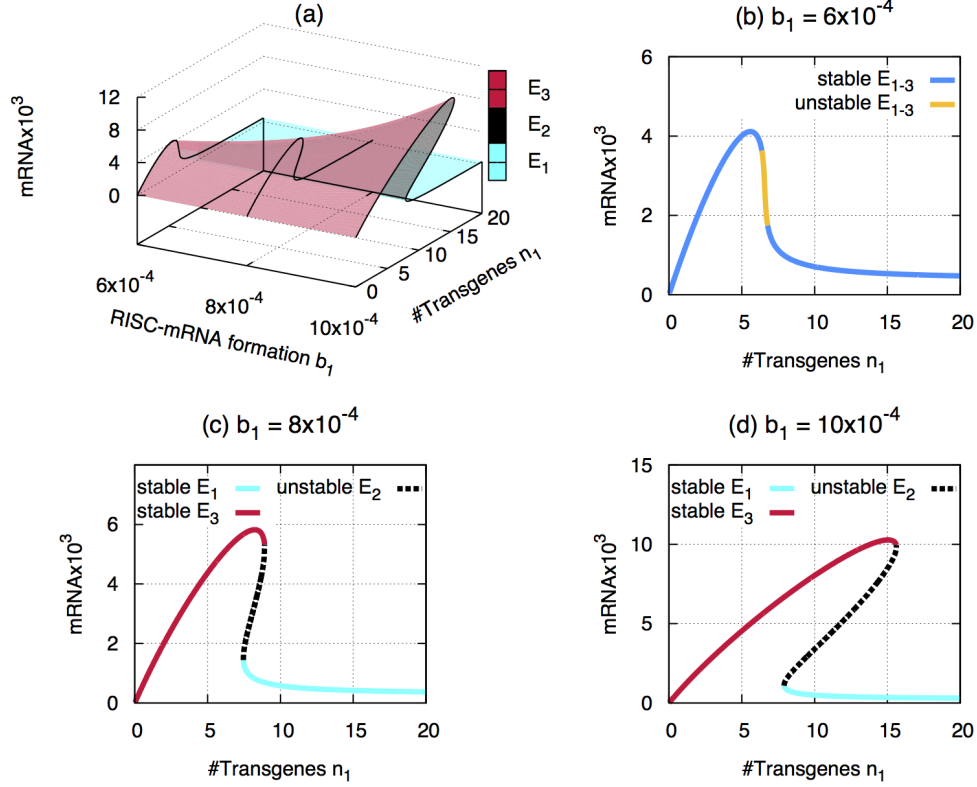 (a)
mRNAx10³
12
8
4
0
6x10⁻⁴
8x10⁻⁴
10x10⁻⁴
RISC-mRNA formation b₁
0
5
10
15
20
#Transgenes n₁
E₃
E₂
E₁
(b) b₁ = 6x10⁻⁴
stable E₁₋₃
unstable E₁₋₃
mRNAx10³
6
4
2
0
0 5 10 15 20
#Transgenes n₁
(c) b₁ = 8x10⁻⁴
stable E₁ unstable E₂
stable E₃
mRNAx10³
6
4
2
0
0 5 10 15 20
#Transgenes n₁
(d) b₁ = 10x10⁻⁴
stable E₁ unstable E₂
stable E₃
mRNAx10³
15
10
5
0
0 5 10 15 20
#Transgenes n₁